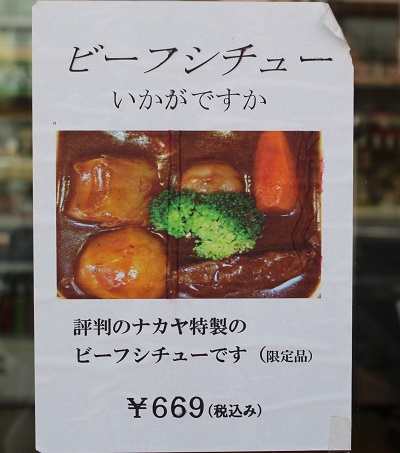 ビーフシチュー
いかがですか
評判のナカヤ特製の
ビーフシチューです（限定品）
￥669(税込み)